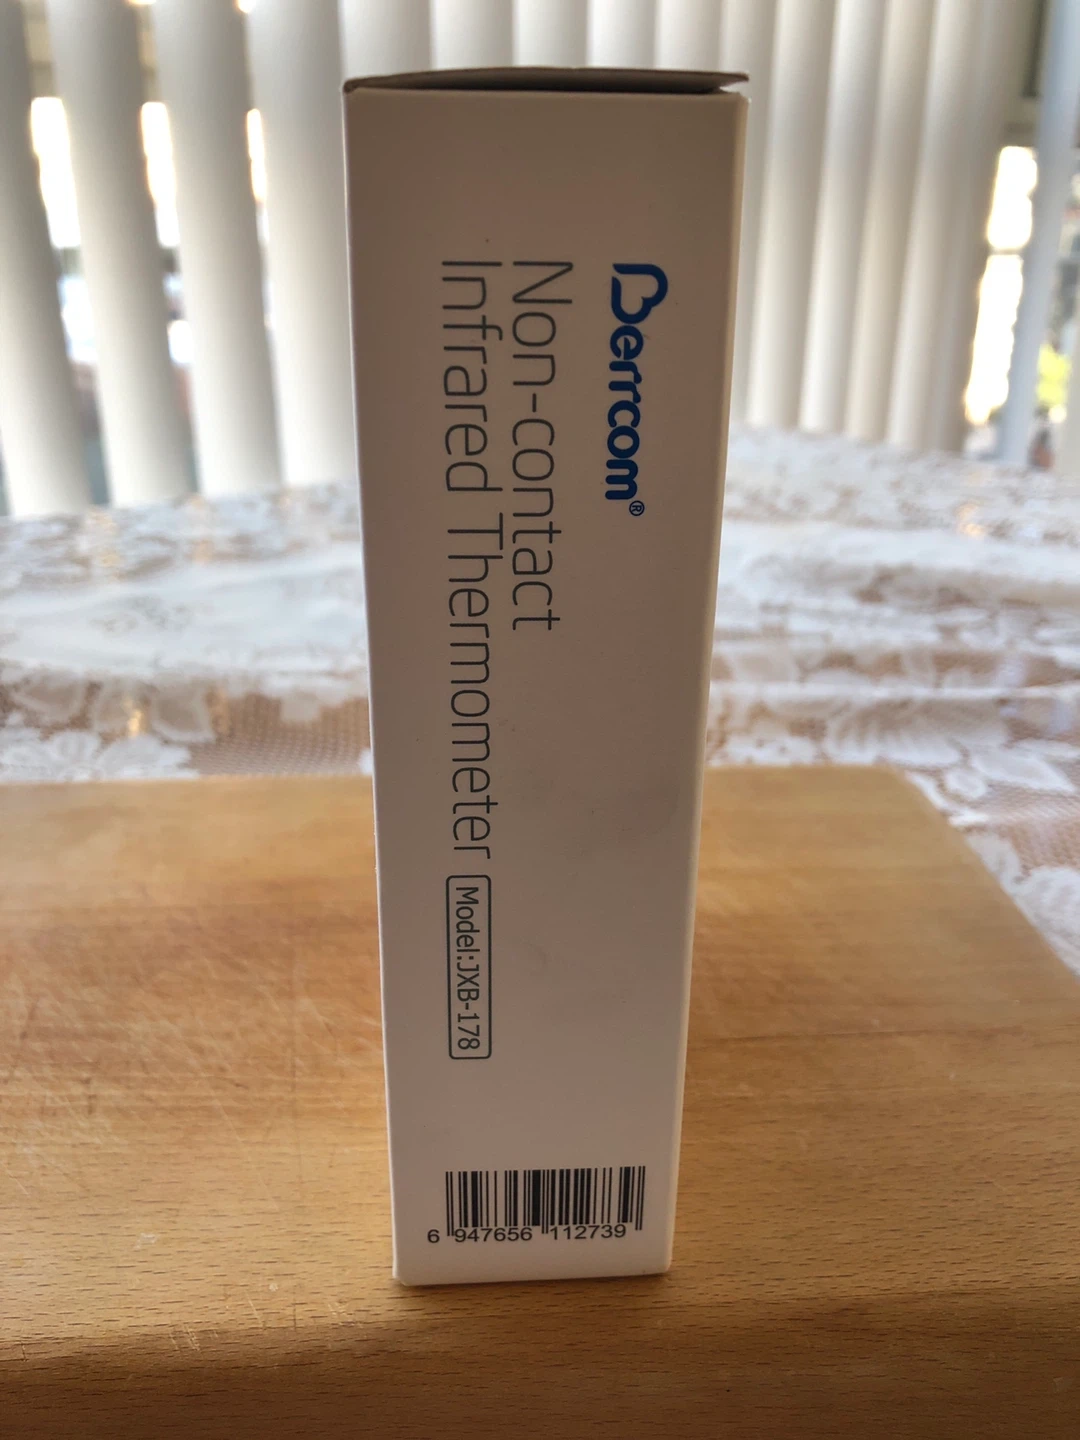 Berrcom®
Non-contact
Infrared Thermometer Model:JXB-178
6 947656 112739